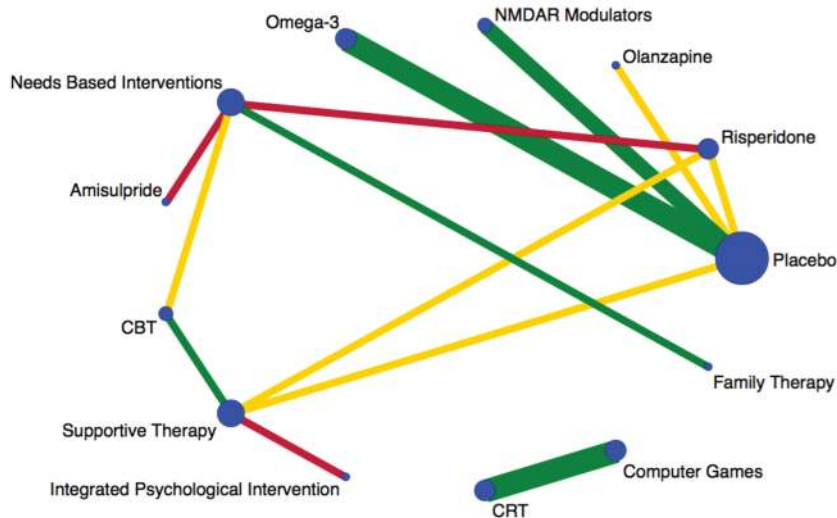 NMDAR Modulators
Omega-3
Olanzapine
Needs Based Interventions
Risperidone
Amisulpride
Placebo
CBT
Family Therapy
Supportive Therapy
Computer Games
Integrated Psychological Intervention
CRT